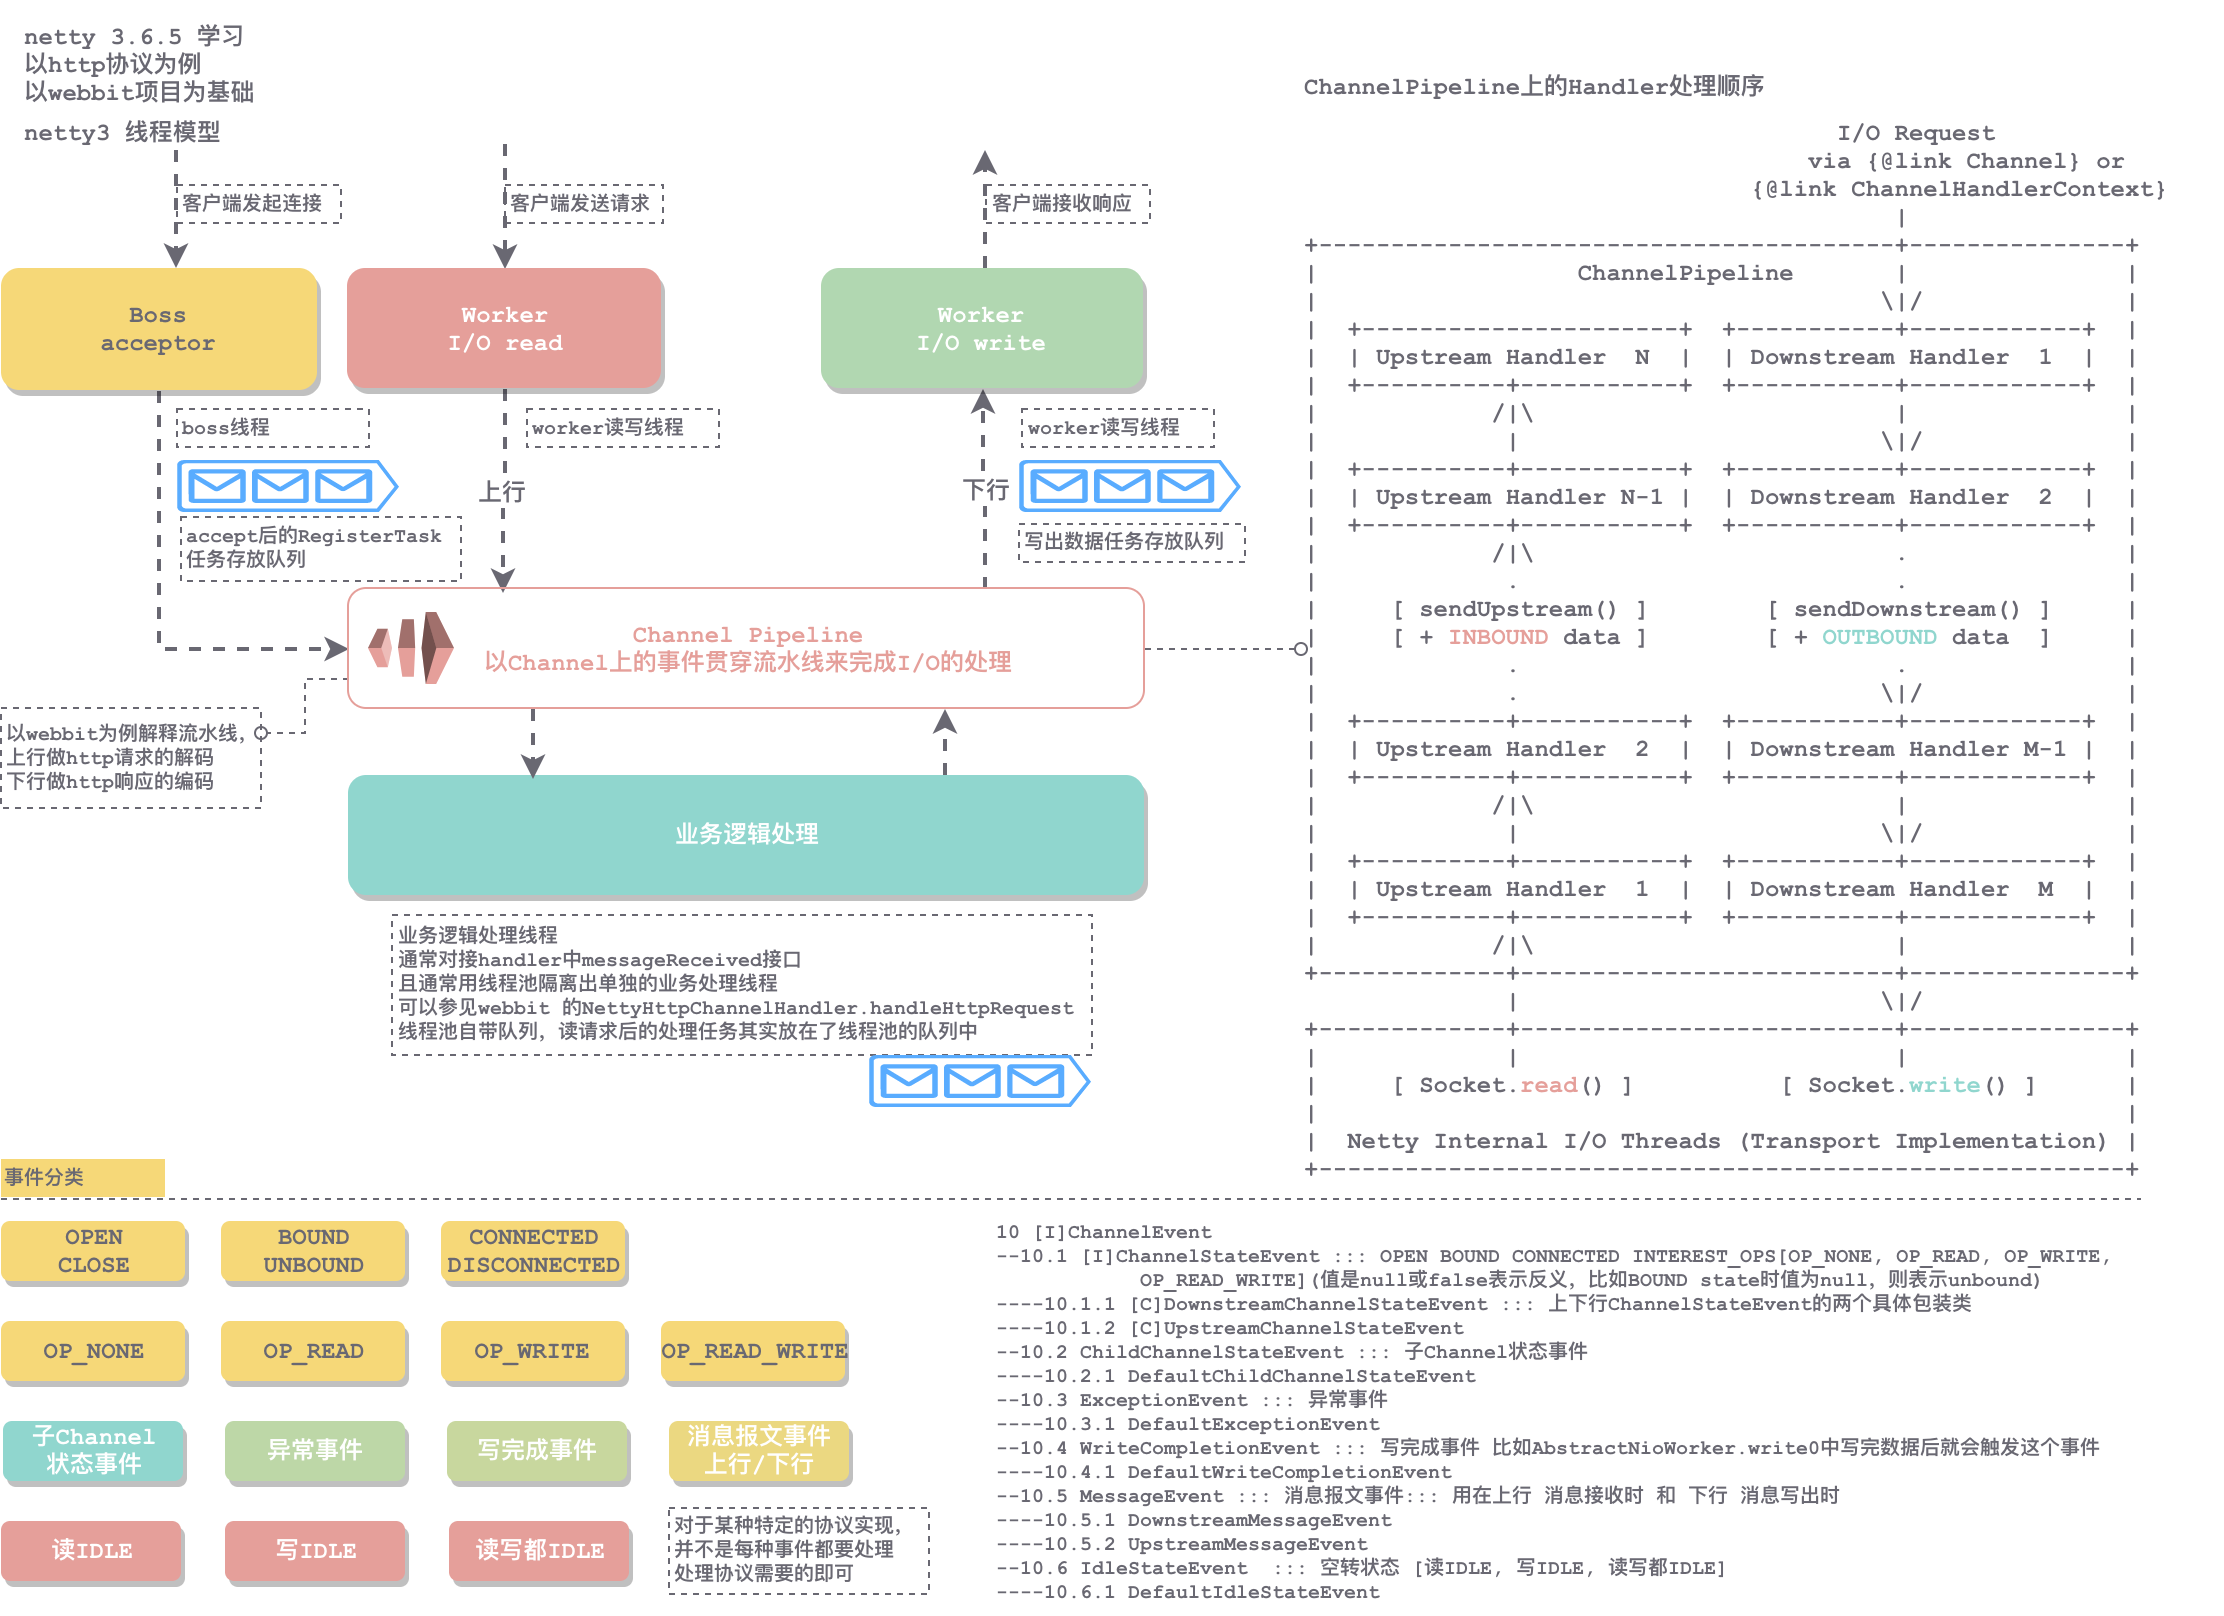 netty 3.6.5 学习
以http协议为例
以webbit项目为基础
netty3 线程模型
客户端发起连接
客户端发送请求
客户端接收响应
Boss
acceptor
Worker
I/O read
Worker
I/O write
boss线程
worker读写线程
worker读写线程
上行
下行
accept后的RegisterTask
任务存放队列
写出数据任务存放队列
Channel Pipeline
以Channel上的事件贯穿流水线来完成I/O的处理
以webbit为例解释流水线，
上行做http请求的解码
下行做http响应的编码
业务逻辑处理
业务逻辑处理线程
通常对接handler中messageReceived接口
且通常用线程池隔离出单独的业务处理线程
可以参见webbit 的NettyHttpChannelHandler.handleHttpRequest
线程池自带队列，读请求后的处理任务其实放在了线程池的队列中
ChannelPipeline上的Handler处理顺序
I/O Request
via {@link Channel} or
{@link ChannelHandlerContext}
|
+----------------------------------------+---------------+
| ChannelPipeline | |
| \|/ |
| +-----------------------+ +-----------+------------+ |
| | Upstream Handler N | | Downstream Handler 1 | |
| +-----------+-----------+ +-----------+------------+ |
| /|\ | |
| | \|/ |
| +-----------+-----------+ +-----------+------------+ |
| | Upstream Handler N-1 | | Downstream Handler 2 | |
| +-----------+-----------+ +-----------+------------+ |
| /|\ . |
| . . |
| [ sendUpstream() ] [ sendDownstream() ] |
| [ + INBOUND data ] [ + OUTBOUND data ] |
| . . |
| . \|/ |
| +-----------+-----------+ +-----------+------------+ |
| | Upstream Handler 2 | | Downstream Handler M-1 | |
| +-----------+-----------+ +-----------+------------+ |
| /|\ | |
| | \|/ |
| +-----------+-----------+ +-----------+------------+ |
| | Upstream Handler 1 | | Downstream Handler M | |
| +-----------+-----------+ +-----------+------------+ |
| /|\ | |
+-------------+--------------------------+---------------+
| \|/
+-------------+--------------------------+---------------+
| | | |
| [ Socket.read() ] [ Socket.write() ] |
| |
| Netty Internal I/O Threads (Transport Implementation) |
+--------------------------------------------------------+
事件分类
OPEN
CLOSE
BOUND
UNBOUND
CONNECTED
DISCONNECTED
OP_NONE
OP_READ
OP_WRITE
OP_READ_WRITE
子Channel
状态事件
异常事件
写完成事件
消息报文事件
上行/下行
读IDLE
写IDLE
读写都IDLE
对于某种特定的协议实现，
并不是每种事件都要处理
处理协议需要的即可
10 [I]ChannelEvent
--10.1 [I]ChannelStateEvent ::: OPEN BOUND CONNECTED INTEREST_OPS[OP_NONE, OP_READ, OP_WRITE,
OP_READ_WRITE](值是null或false表示反义，比如BOUND state时值为null，则表示unbound)
----10.1.1 [C]DownstreamChannelStateEvent ::: 上下行ChannelStateEvent的两个具体包装类
----10.1.2 [C]UpstreamChannelStateEvent
--10.2 ChildChannelStateEvent ::: 子Channel状态事件
----10.2.1 DefaultChildChannelStateEvent
--10.3 ExceptionEvent ::: 异常事件
----10.3.1 DefaultExceptionEvent
--10.4 WriteCompletionEvent ::: 写完成事件 比如AbstractNioWorker.write0中写完数据后就会触发这个事件
----10.4.1 DefaultWriteCompletionEvent
--10.5 MessageEvent ::: 消息报文事件::: 用在上行 消息接收时 和 下行 消息写出时
----10.5.1 DownstreamMessageEvent
----10.5.2 UpstreamMessageEvent
--10.6 IdleStateEvent  ::: 空转状态 [读IDLE, 写IDLE, 读写都IDLE]
----10.6.1 DefaultIdleStateEvent